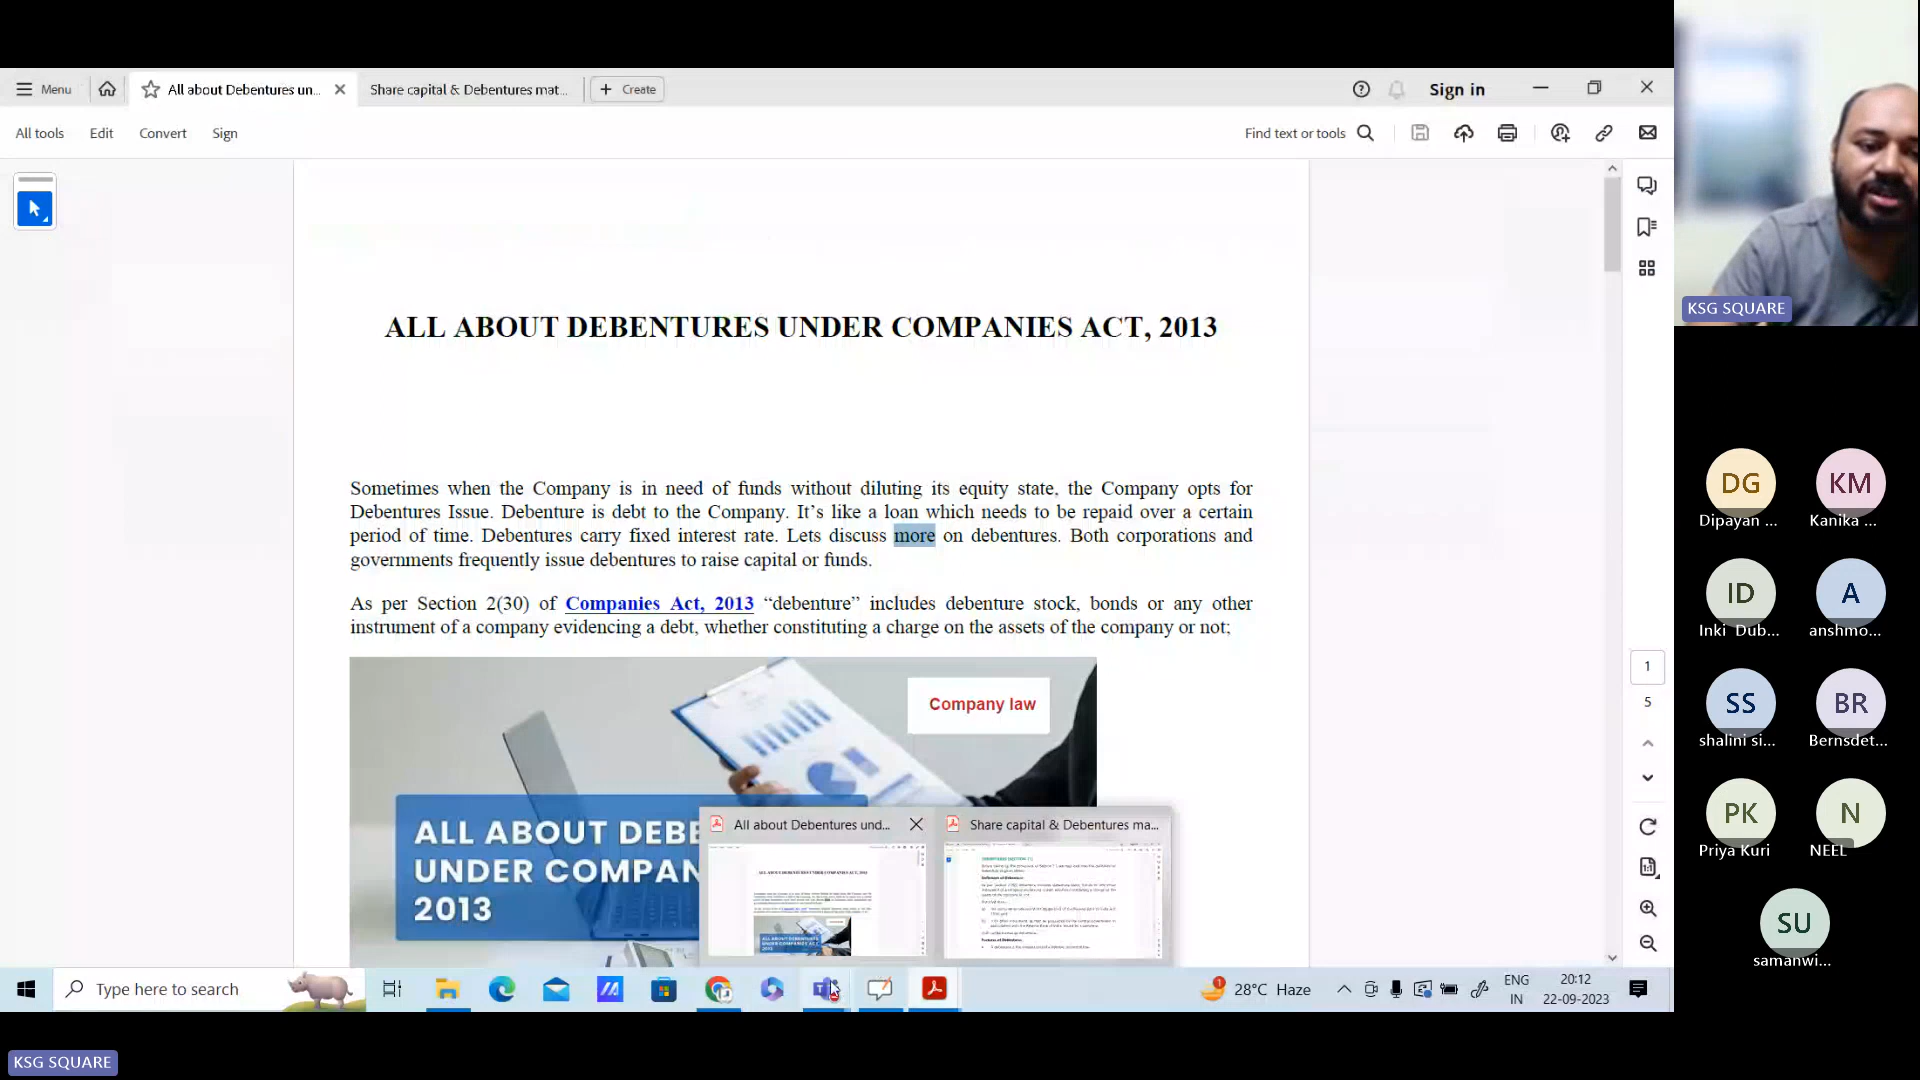 Menu
All about Debentures un...
Share capital & Debentures mat...
Create
Sign in
All tools
Edit
Convert
Sign
Find text or tools
ALL ABOUT DEBENTURES UNDER COMPANIES ACT, 2013
Sometimes when the Company is in need of funds without diluting its equity state, the Company opts for
Debentures Issue. Debenture is debt to the Company. It’s like a loan which needs to be repaid over a certain
period of time. Debentures carry fixed interest rate. Lets discuss more on debentures. Both corporations and
governments frequently issue debentures to raise capital or funds.
As per Section 2(30) of Companies Act, 2013 “debenture” includes debenture stock, bonds or any other
instrument of a company evidencing a debt, whether constituting a charge on the assets of the company or not;
Company law
ALL ABOUT DEBE
UNDER COMPAN
2013
All about Debentures und...
Share capital & Debentures ma...
ALL ABOUT DEBENTURES UNDER COMPANIES ACT, 2013
1
5
Type here to search
1
28°C Haze
ENG
IN
20:12
22-09-2023
KSG SQUARE
DG
Dipayan ...
KM
Kanika ...
ID
Inki Dub...
A
anshmo...
SS
shalini si...
BR
Bernsdet...
PK
Priya Kuri
N
NEEL
SU
samanwi...
KSG SQUARE